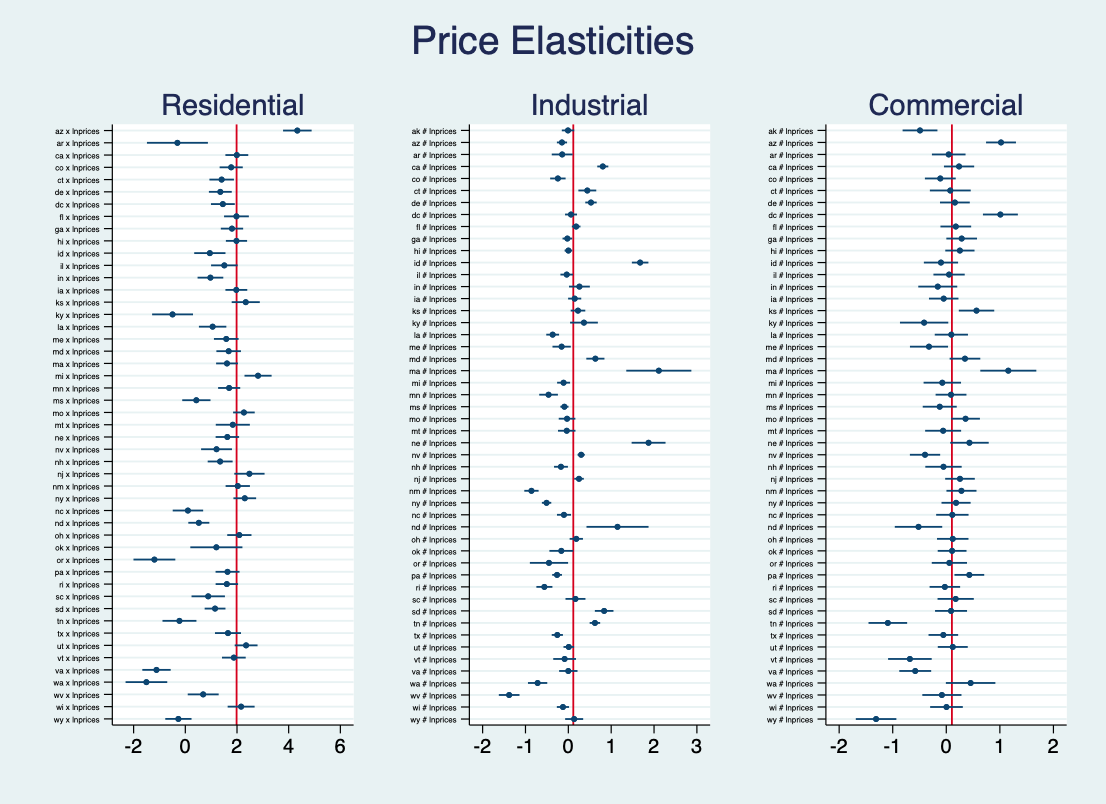 Price Elasticities
Residential
az x lnprices
ar x lnprices
ca x lnprices
co x lnprices
ct x lnprices
de x lnprices
dc x lnprices
fl x lnprices
ga x lnprices
hi x lnprices
id x lnprices
il x lnprices
in x lnprices
ia x lnprices
ks x lnprices
ky x lnprices
la x lnprices
me x lnprices
md x lnprices
ma x lnprices
mi x lnprices
mn x lnprices
ms x lnprices
mo x lnprices
mt x lnprices
ne x lnprices
nv x lnprices
nh x lnprices
nj x lnprices
nm x lnprices
ny x lnprices
nc x lnprices
nd x lnprices
oh x lnprices
ok x lnprices
or x lnprices
pa x lnprices
ri x lnprices
sc x lnprices
sd x lnprices
tn x lnprices
tx x lnprices
ut x lnprices
vt x lnprices
va x lnprices
wa x lnprices
wv x lnprices
wi x lnprices
wy x lnprices
-2 0 2 4 6
Industrial
ak # lnprices
az # lnprices
ar # lnprices
ca # lnprices
co # lnprices
ct # lnprices
de # lnprices
dc # lnprices
fl # lnprices
ga # lnprices
hi # lnprices
id # lnprices
il # lnprices
in # lnprices
ia # lnprices
ks # lnprices
ky # lnprices
la # lnprices
me # lnprices
md # lnprices
ma # lnprices
mi # lnprices
mn # lnprices
ms # lnprices
mo # lnprices
mt # lnprices
ne # lnprices
nv # lnprices
nh # lnprices
nj # lnprices
nm # lnprices
ny # lnprices
nc # lnprices
nd # lnprices
oh # lnprices
ok # lnprices
or # lnprices
pa # lnprices
ri # lnprices
sc # lnprices
sd # lnprices
tn # lnprices
tx # lnprices
ut # lnprices
vt # lnprices
va # lnprices
wa # lnprices
wv # lnprices
wi # lnprices
wy # lnprices
-2 -1 0 1 2 3
Commercial
ak # lnprices
az # lnprices
ar # lnprices
ca # lnprices
co # lnprices
ct # lnprices
de # lnprices
dc # lnprices
fl # lnprices
ga # lnprices
hi # lnprices
id # lnprices
il # lnprices
in # lnprices
ia # lnprices
ks # lnprices
ky # lnprices
la # lnprices
me # lnprices
md # lnprices
ma # lnprices
mi # lnprices
mn # lnprices
ms # lnprices
mo # lnprices
mt # lnprices
ne # lnprices
nv # lnprices
nh # lnprices
nj # lnprices
nm # lnprices
ny # lnprices
nc # lnprices
nd # lnprices
oh # lnprices
ok # lnprices
or # lnprices
pa # lnprices
ri # lnprices
sc # lnprices
sd # lnprices
tn # lnprices
tx # lnprices
ut # lnprices
vt # lnprices
va # lnprices
wa # lnprices
wv # lnprices
wi # lnprices
wy # lnprices
-2 -1 0 1 2